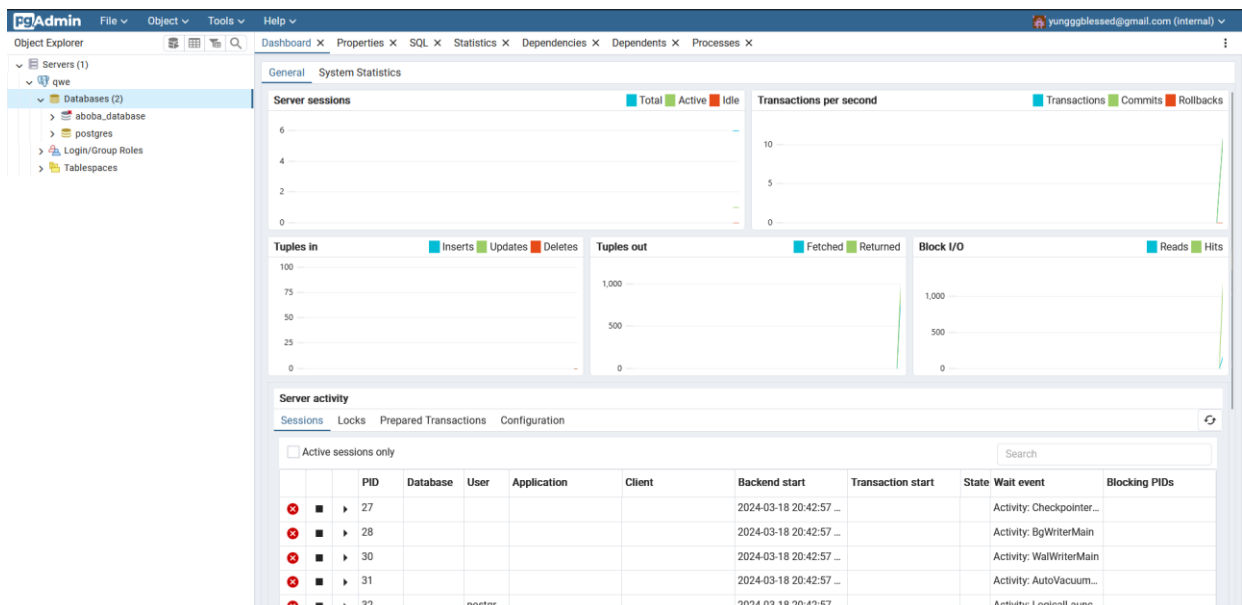 pgAdmin File Object Tools Help yungggblessed@gmail.com (internal)
Object Explorer
Dashboard Properties SQL Statistics Dependencies Dependents Processes
Servers (1)
qwe
Databases (2)
aboba_database
postgres
Login/Group Roles
Tablespaces
General System Statistics
Server sessions Total Active Idle
6
4
2
0
Transactions per second Transactions Commits Rollbacks
10
5
0
Tuples in Inserts Updates Deletes
100
75
50
25
0
Tuples out Fetched Returned
1,000
500
0
Block I/O Reads Hits
1,000
500
0
Server activity
Sessions Locks Prepared Transactions Configuration
Active sessions only Search
PID Database User Application Client Backend start Transaction start State Wait event Blocking PIDs
27 2024-03-18 20:42:57 ... Activity: Checkpointer...
28 2024-03-18 20:42:57 ... Activity: BgWriterMain
30 2024-03-18 20:42:57 ... Activity: WalWriterMain
31 2024-03-18 20:42:57 ... Activity: AutoVacuum...
32 2024-03-18 20:42:57